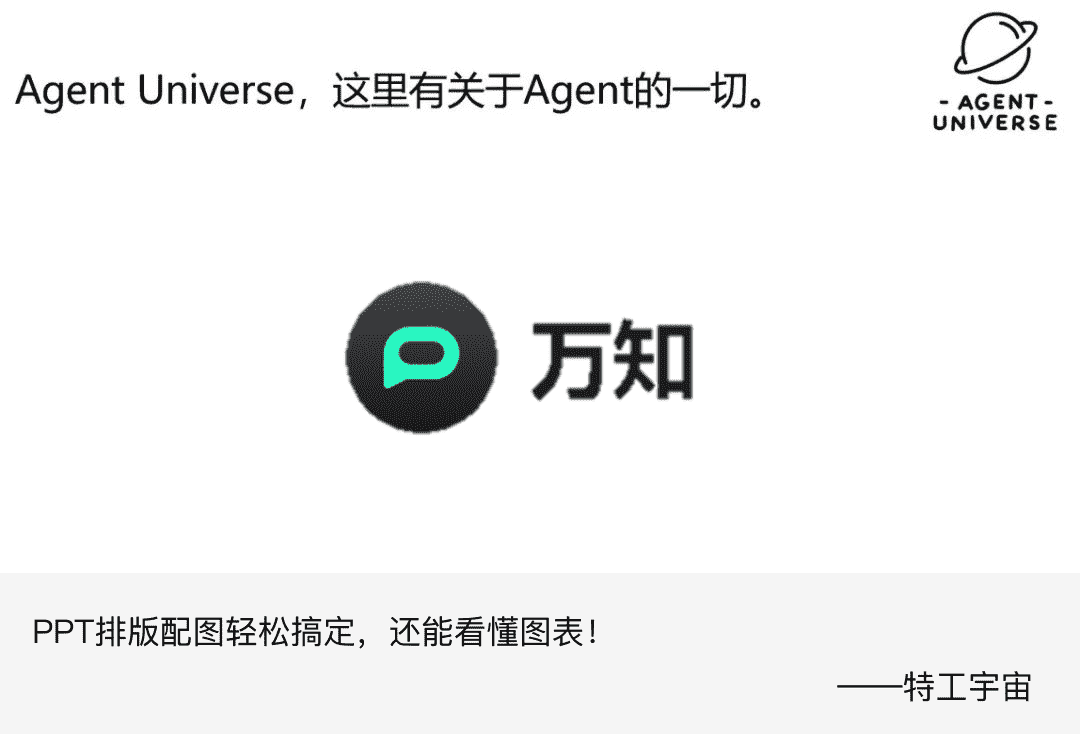 Agent Universe，这里有关于Agent的一切。
- AGENT -
UNIVERSE
万知
PPT排版配图轻松搞定，还能看懂图表！
——特工宇宙